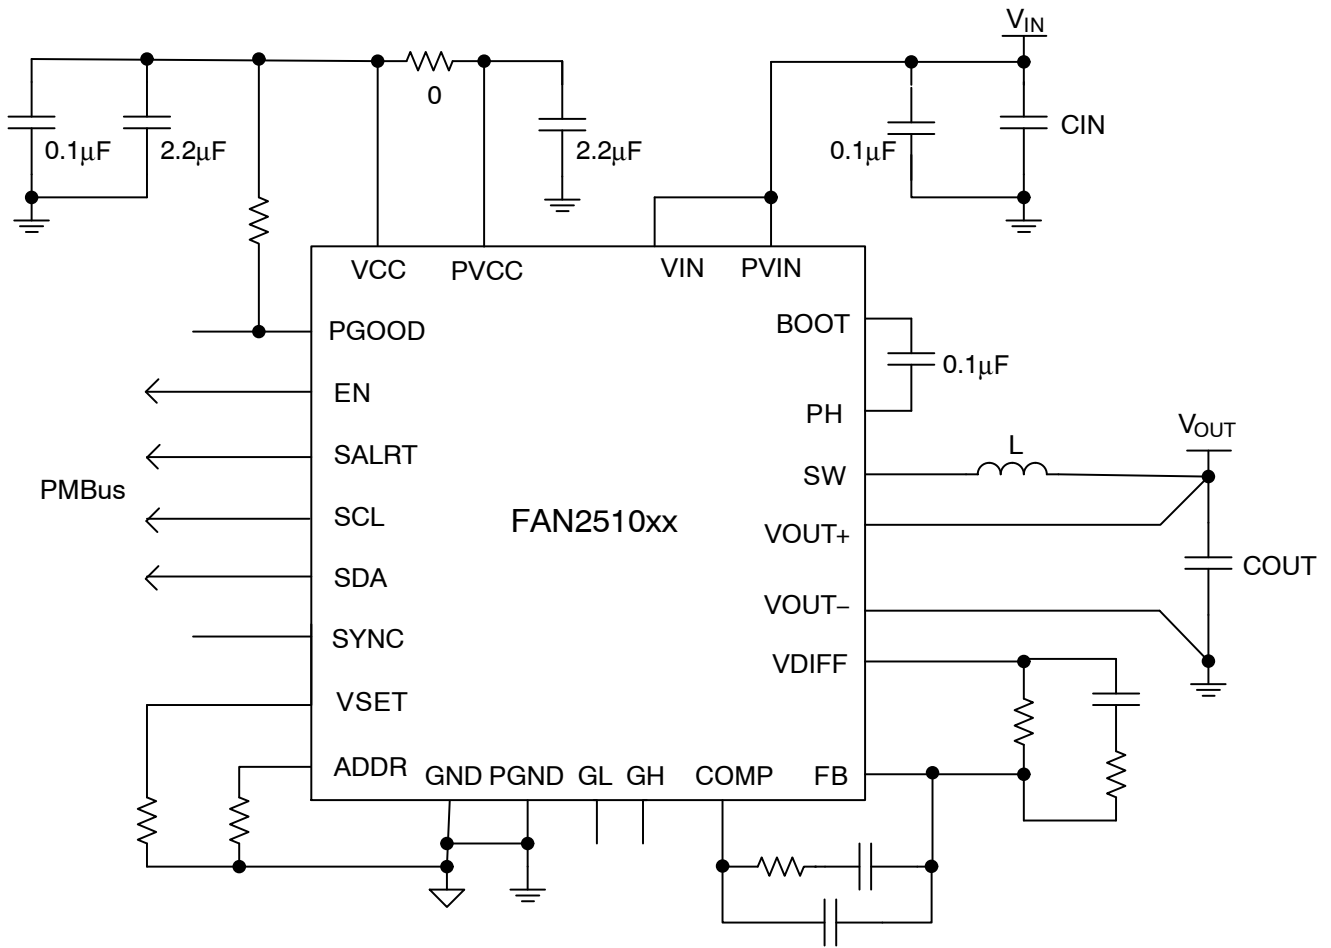 V_IN
0
0.1μF
2.2μF
2.2μF
0.1μF
CIN
VCC
PVCC
VIN
PVIN
PGOOD
BOOT
0.1μF
EN
PH
SALRT
SW
L
V_OUT
PMBus
SCL
FAN2510xx
VOUT+
SDA
COUT
VOUT−
SYNC
VDIFF
VSET
ADDR
GND
PGND
GL
GH
COMP
FB